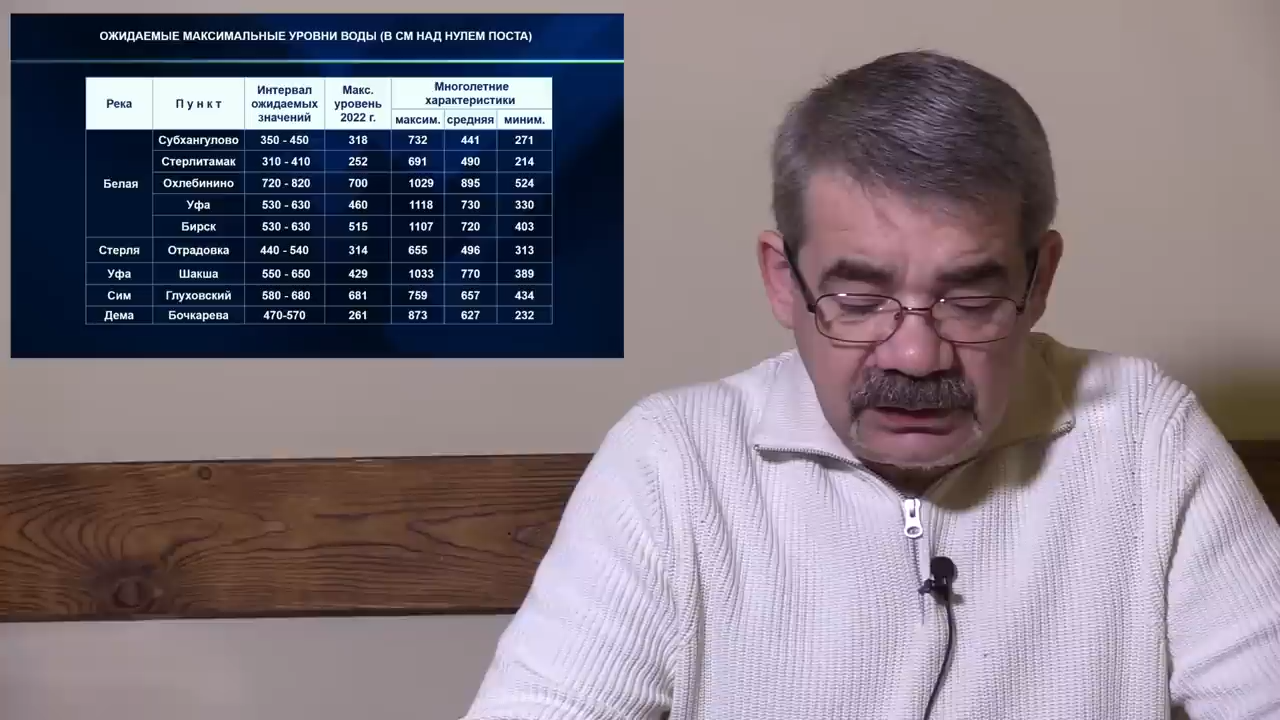 ОЖИДАЕМЫЕ МАКСИМАЛЬНЫЕ УРОВНИ ВОДЫ (В СМ НАД НУЛЕМ ПОСТА)
Река П у н к т Интервал ожидаемых значений Макс. уровень 2022 г. Многолетние характеристики
максим. средняя миним.
Белая Субхангулово 350 - 450 318 732 441 271
Стерлитамак 310 - 410 252 691 490 214
Охлебинино 720 - 820 700 1029 895 524
Уфа 530 - 630 460 1118 730 330
Бирск 530 - 630 515 1107 720 403
Стерля Отрадовка 440 - 540 314 655 496 313
Уфа Шакша 550 - 650 429 1033 770 389
Сим Глуховский 580 - 680 681 759 657 434
Дема Бочкарева 470-570 261 873 627 232